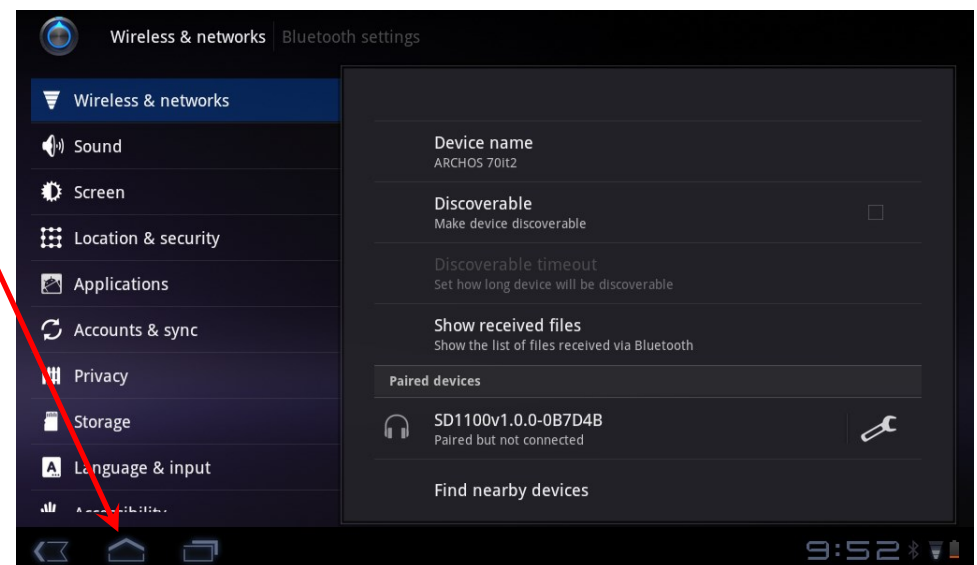 Wireless & networks Bluetooth settings
Wireless & networks
Sound
Screen
Location & security
Applications
Accounts & sync
Privacy
Storage
Language & input
Accessibility
Device name
ARCHOS 70it2
Discoverable
Make device discoverable
Discoverable timeout
Set how long device will be discoverable
Show received files
Show the list of files received via Bluetooth
Paired devices
SD1100v1.0.0-0B7D4B
Paired but not connected
Find nearby devices
9:52